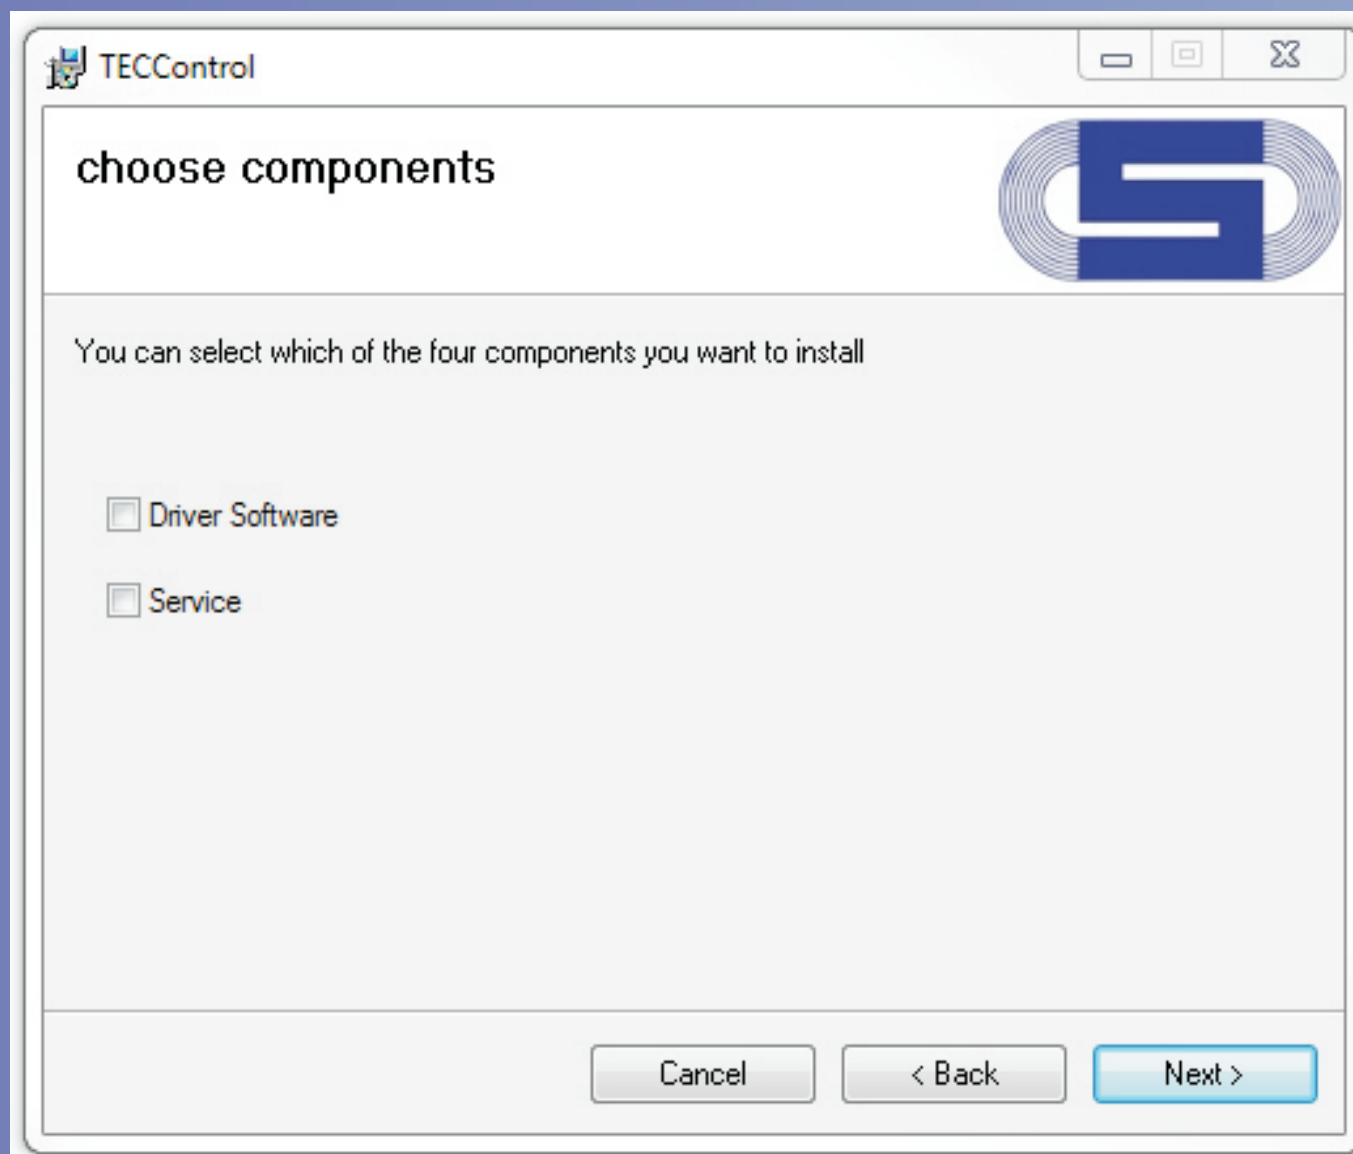 TECControl
choose components
You can select which of the four components you want to install
Driver Software
Service
Cancel
< Back
Next >